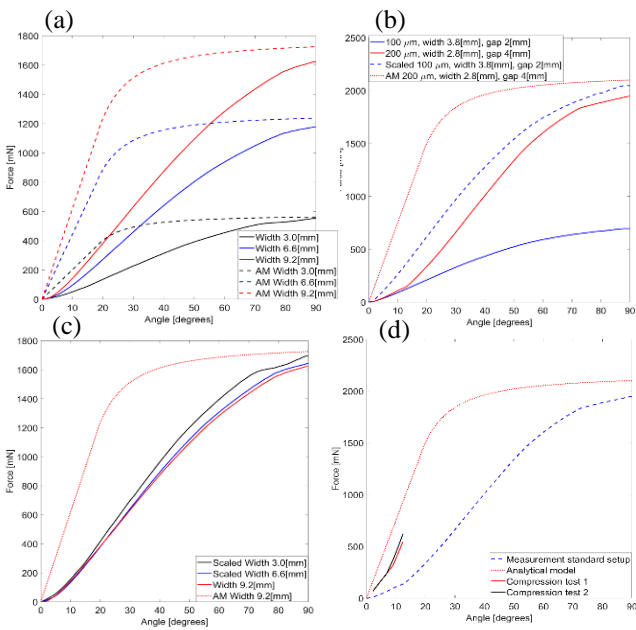 (a)
1800
1600
1400
1200
1000
800
600
400
200
0
Force [mN]
0 10 20 30 40 50 60 70 80 90
Angle [degrees]
Width 3.0[mm]
Width 6.6[mm]
Width 9.2[mm]
AM Width 3.0[mm]
AM Width 6.6[mm]
AM Width 9.2[mm]
(b)
2500
2000
1500
1000
500
0
0 10 20 30 40 50 60 70 80 90
Angle [degrees]
100 μm, width 3.8[mm], gap 2[mm]
200 μm, width 2.8[mm], gap 4[mm]
Scaled 100 μm, width 3.8[mm], gap 2[mm]
AM 200 μm, width 2.8[mm], gap 4[mm]
(c)
1800
1600
1400
1200
1000
800
600
400
200
0
Force [mN]
0 10 20 30 40 50 60 70 80 90
Angle [degrees]
Scaled Width 3.0[mm]
Scaled Width 6.6[mm]
Width 9.2[mm]
AM Width 9.2[mm]
(d)
2500
2000
1500
1000
500
0
Force [mN]
0 10 20 30 40 50 60 70 80 90
Angle [degrees]
Measurement standard setup
Analytical model
Compression test 1
Compression test 2